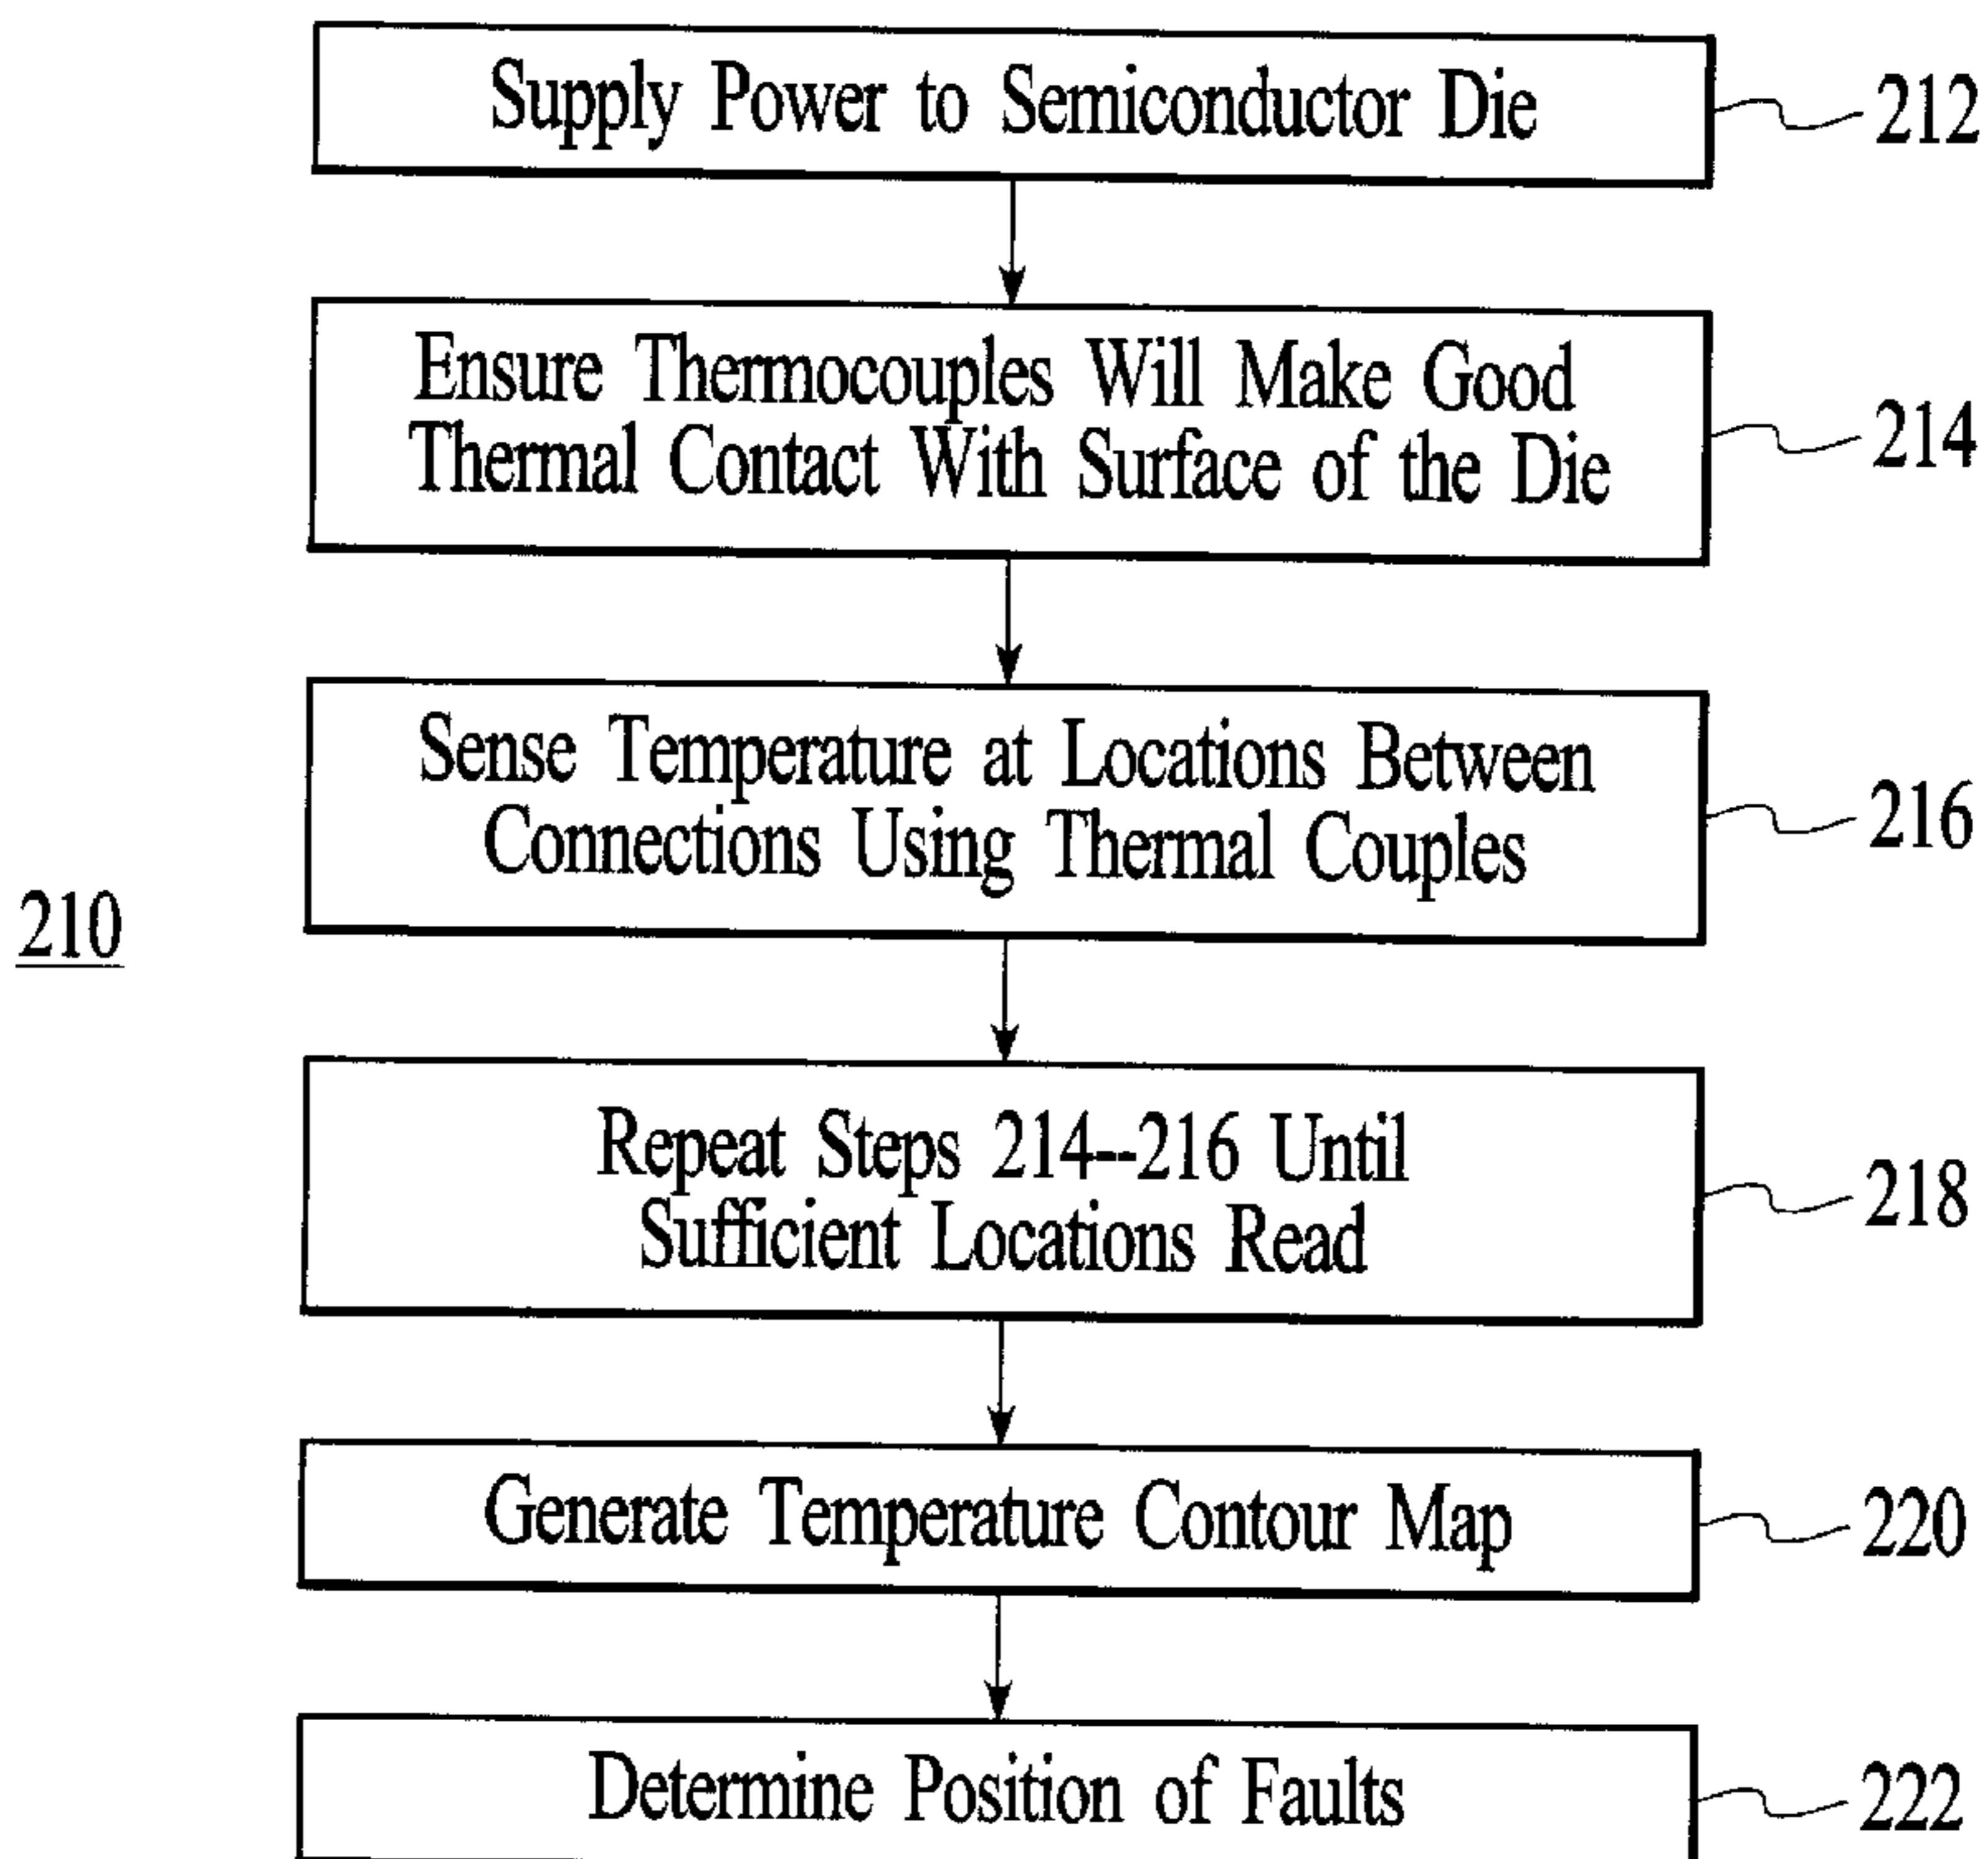 Supply Power to Semiconductor Die
212
Ensure Thermocouples Will Make Good
Thermal Contact With Surface of the Die
214
Sense Temperature at Locations Between
Connections Using Thermal Couples
216
210
Repeat Steps 214--216 Until
Sufficient Locations Read
218
Generate Temperature Contour Map
220
Determine Position of Faults
222